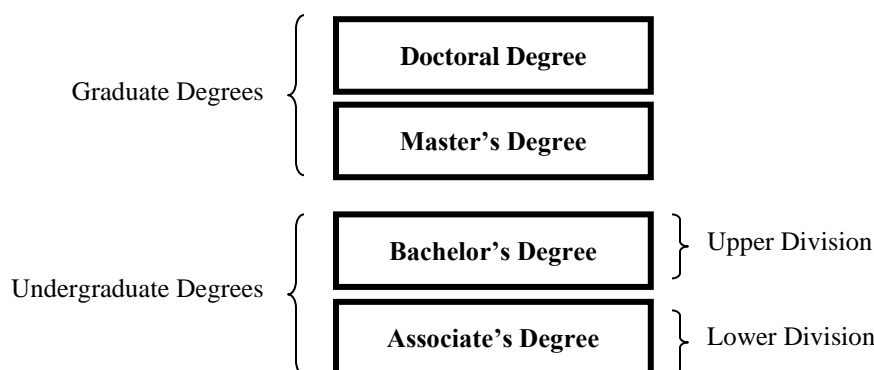 Doctoral Degree
Graduate Degrees
Master’s Degree
Bachelor’s Degree
Upper Division
Undergraduate Degrees
Associate’s Degree
Lower Division